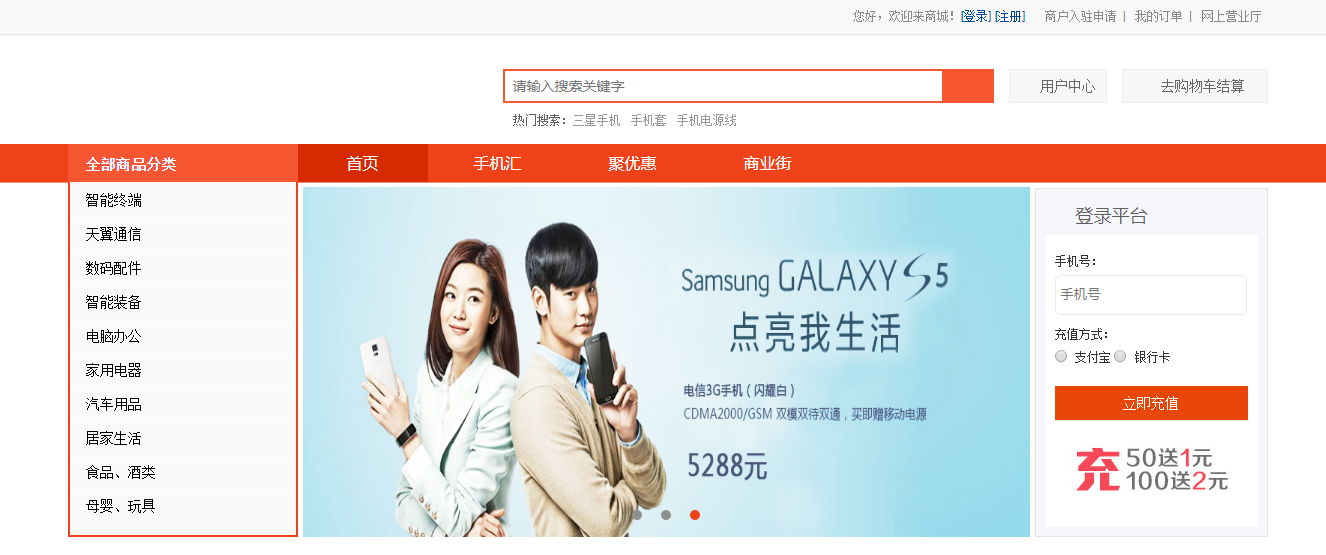 您好，欢迎来商城！[登录] [注册] 商户入驻申请 | 我的订单 | 网上营业厅
请输入搜索关键字
用户中心
去购物车结算
热门搜索：三星手机 手机套 手机电源线
全部商品分类
首页
手机汇
聚优惠
商业街
智能终端
天翼通信
数码配件
智能装备
电脑办公
家用电器
汽车用品
居家生活
食品、酒类
母婴、玩具
Samsung GALAXY S5
点亮我生活
电信3G手机（闪耀白）
CDMA2000/GSM 双模双待双通，买即赠移动电源
5288元
登录平台
手机号：
手机号
充值方式：
支付宝 银行卡
立即充值
充 50送1元
100送2元